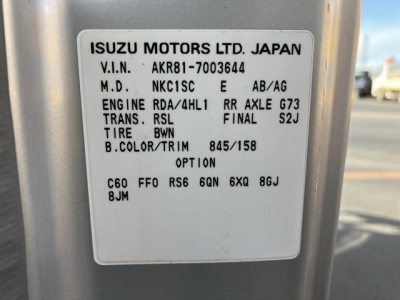 ISUZU MOTORS LTD. JAPAN
V.I.N. AKR81-7003644
M.D. NKC1SC E AB/AG
ENGINE RDA/4HL1 RR AXLE G73
TRANS. RSL FINAL S2J
TIRE BWN
B.COLOR/TRIM 845/158
OPTION
C60 FF0 RS6 6QN 6XQ 8GJ
8JM